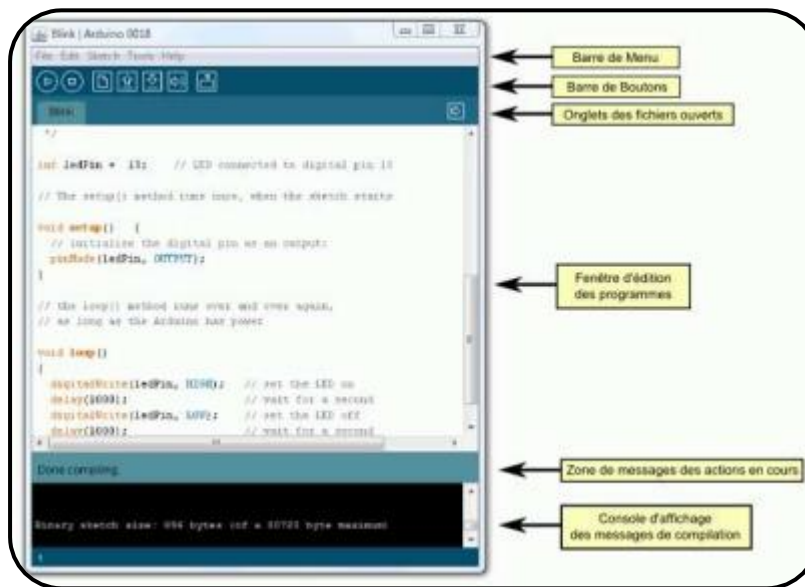 Blink | Arduino 0018
File Edit Sketch Tools Help
Barre de Menu
Barre de Boutons
Blink
Onglets des fichiers ouverts
*/
int ledPin = 13; // LED connected to digital pin 13
// The setup() method runs once, when the sketch starts
void setup() {
// initialize the digital pin as an output:
pinMode(ledPin, OUTPUT);
}
Fenêtre d'édition
des programmes
// the loop() method runs over and over again,
// as long as the Arduino has power
void loop()
{
digitalWrite(ledPin, HIGH); // set the LED on
delay(1000); // wait for a second
digitalWrite(ledPin, LOW); // set the LED off
delay(1000); // wait for a second
Done compiling.
Zone de messages des actions en cours
Binary sketch size: bytes (of a byte maximum)
Console d'affichage
des messages de compilation